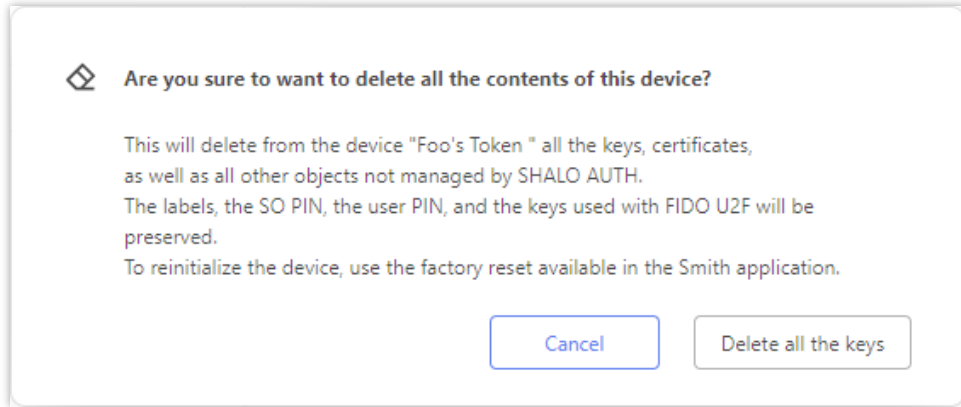 Are you sure to want to delete all the contents of this device?
This will delete from the device "Foo's Token " all the keys, certificates,
as well as all other objects not managed by SHALO AUTH.
The labels, the SO PIN, the user PIN, and the keys used with FIDO U2F will be
preserved.
To reinitialize the device, use the factory reset available in the Smith application.
Cancel
Delete all the keys